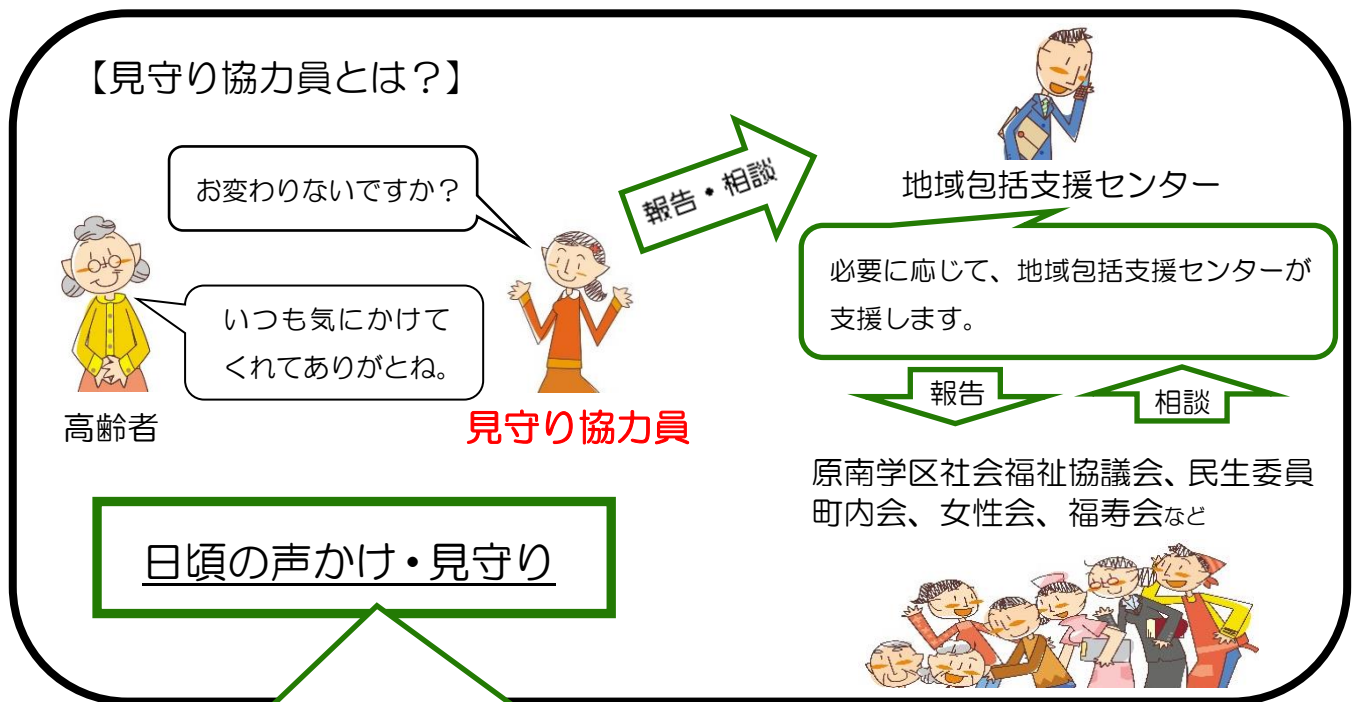 【見守り協力員とは？】
お変わりないですか？
いつも気にかけて
くれてありがとね。
高齢者
見守り協力員
報告・相談
地域包括支援センター
必要に応じて、地域包括支援センターが
支援します。
報告
相談
原南学区社会福祉協議会、民生委員
町内会、女性会、福寿会など
日頃の声かけ・見守り